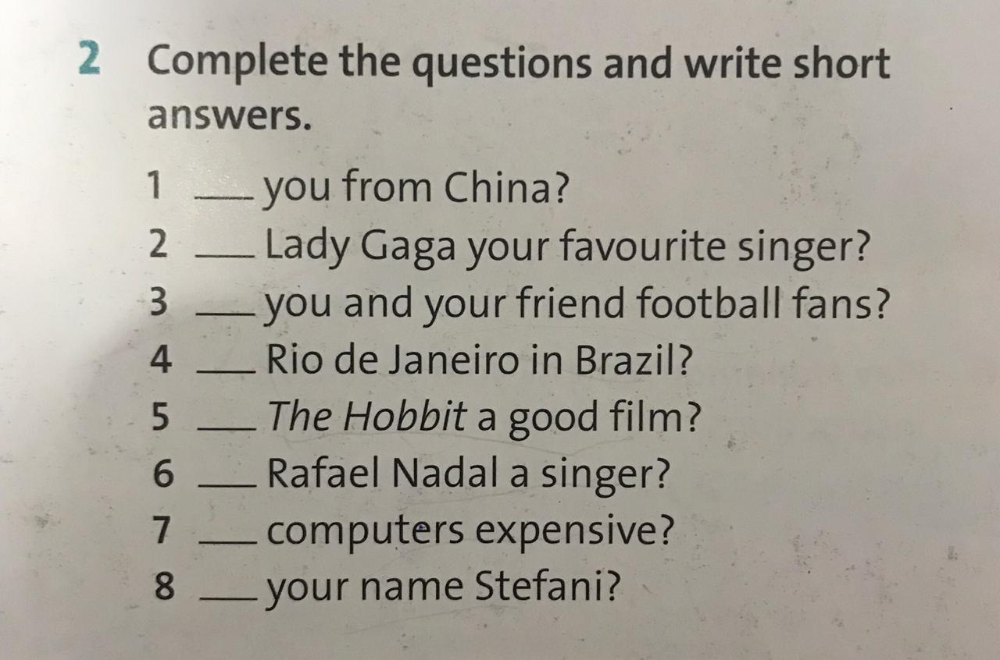 2 Complete the questions and write short
answers.
1 ___ you from China?
2 ___ Lady Gaga your favourite singer?
3 ___ you and your friend football fans?
4 ___ Rio de Janeiro in Brazil?
5 ___ The Hobbit a good film?
6 ___ Rafael Nadal a singer?
7 ___ computers expensive?
8 ___ your name Stefani?